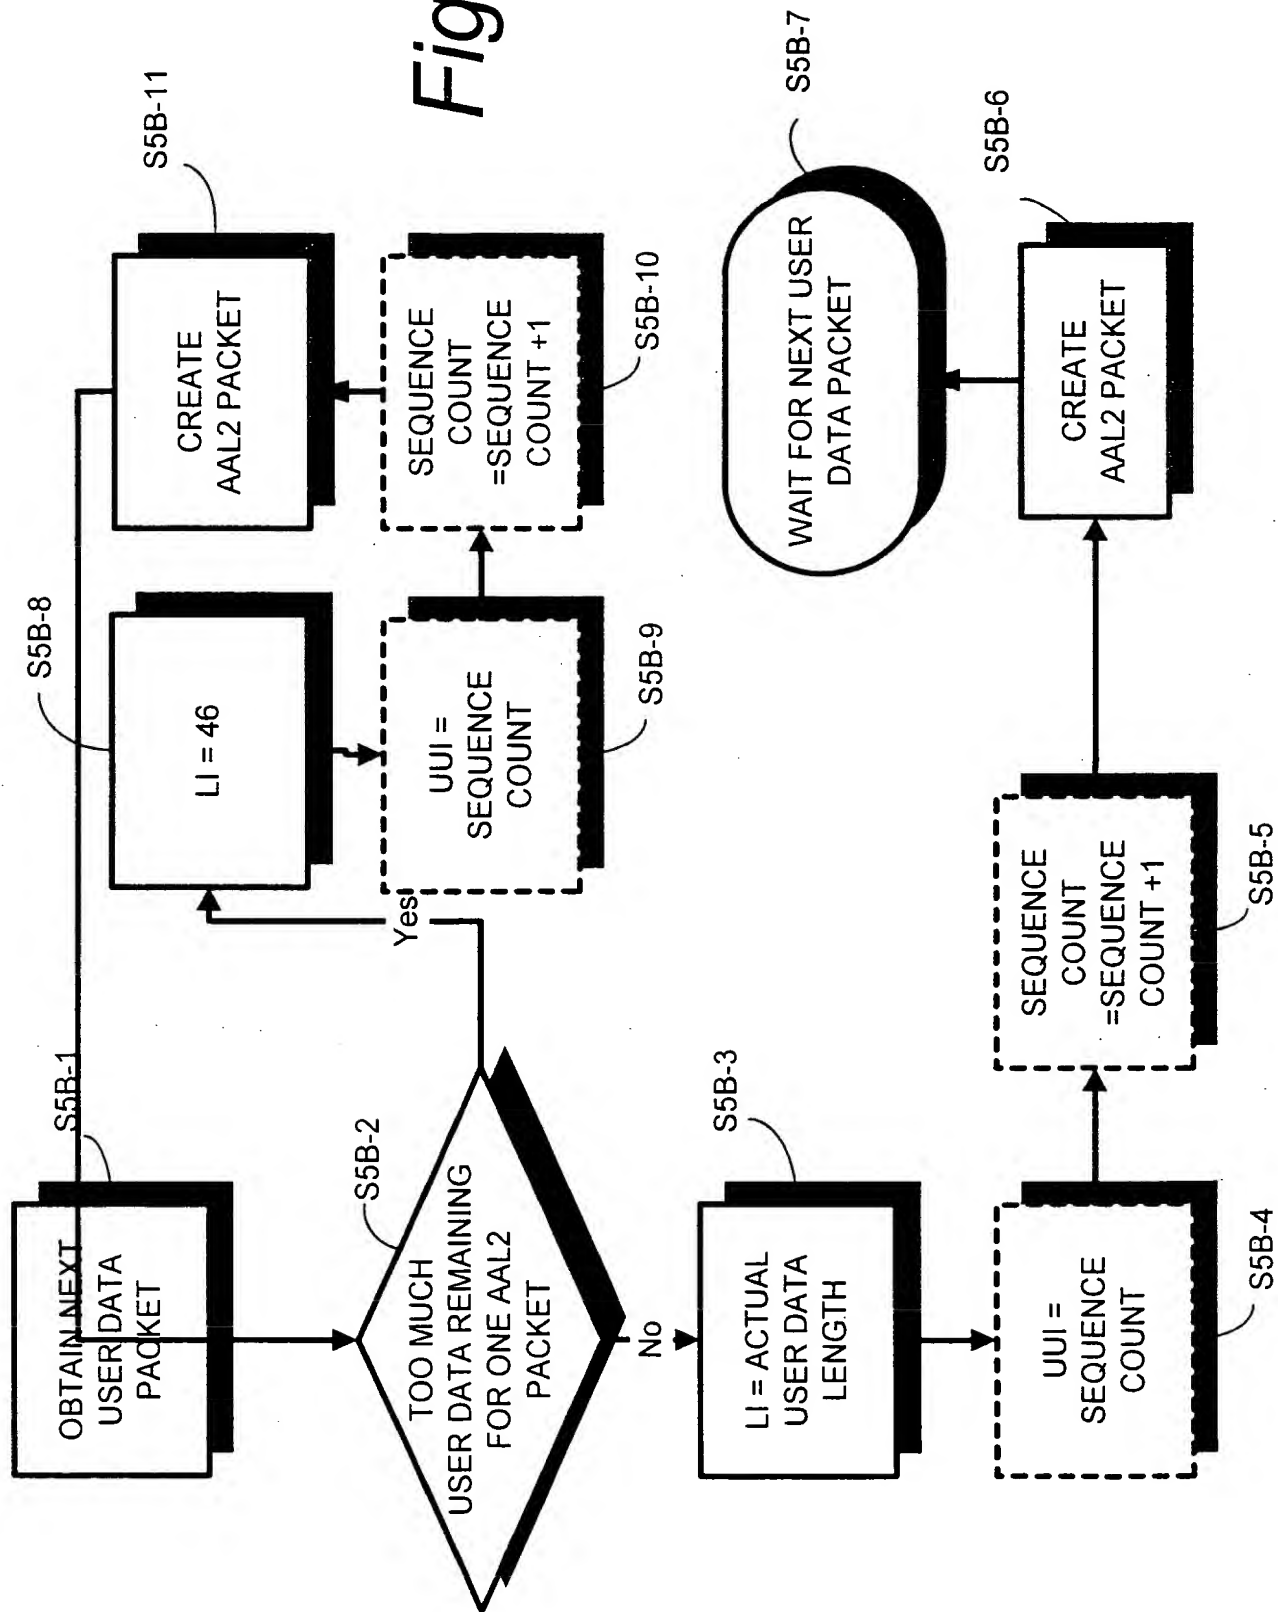 OBTAIN NEXT
USER DATA
PACKET
S5B-1
TOO MUCH
USER DATA REMAINING
FOR ONE AAL2
PACKET
S5B-2
Yes
No
LI = 46
S5B-8
UUI =
SEQUENCE
COUNT
S5B-9
SEQUENCE
COUNT
=SEQUENCE
COUNT +1
S5B-10
CREATE
AAL2 PACKET
S5B-11
LI = ACTUAL
USER DATA
LENGTH
S5B-3
UUI =
SEQUENCE
COUNT
S5B-4
SEQUENCE
COUNT
=SEQUENCE
COUNT +1
S5B-5
CREATE
AAL2 PACKET
S5B-6
WAIT FOR NEXT USER
DATA PACKET
S5B-7
Fig